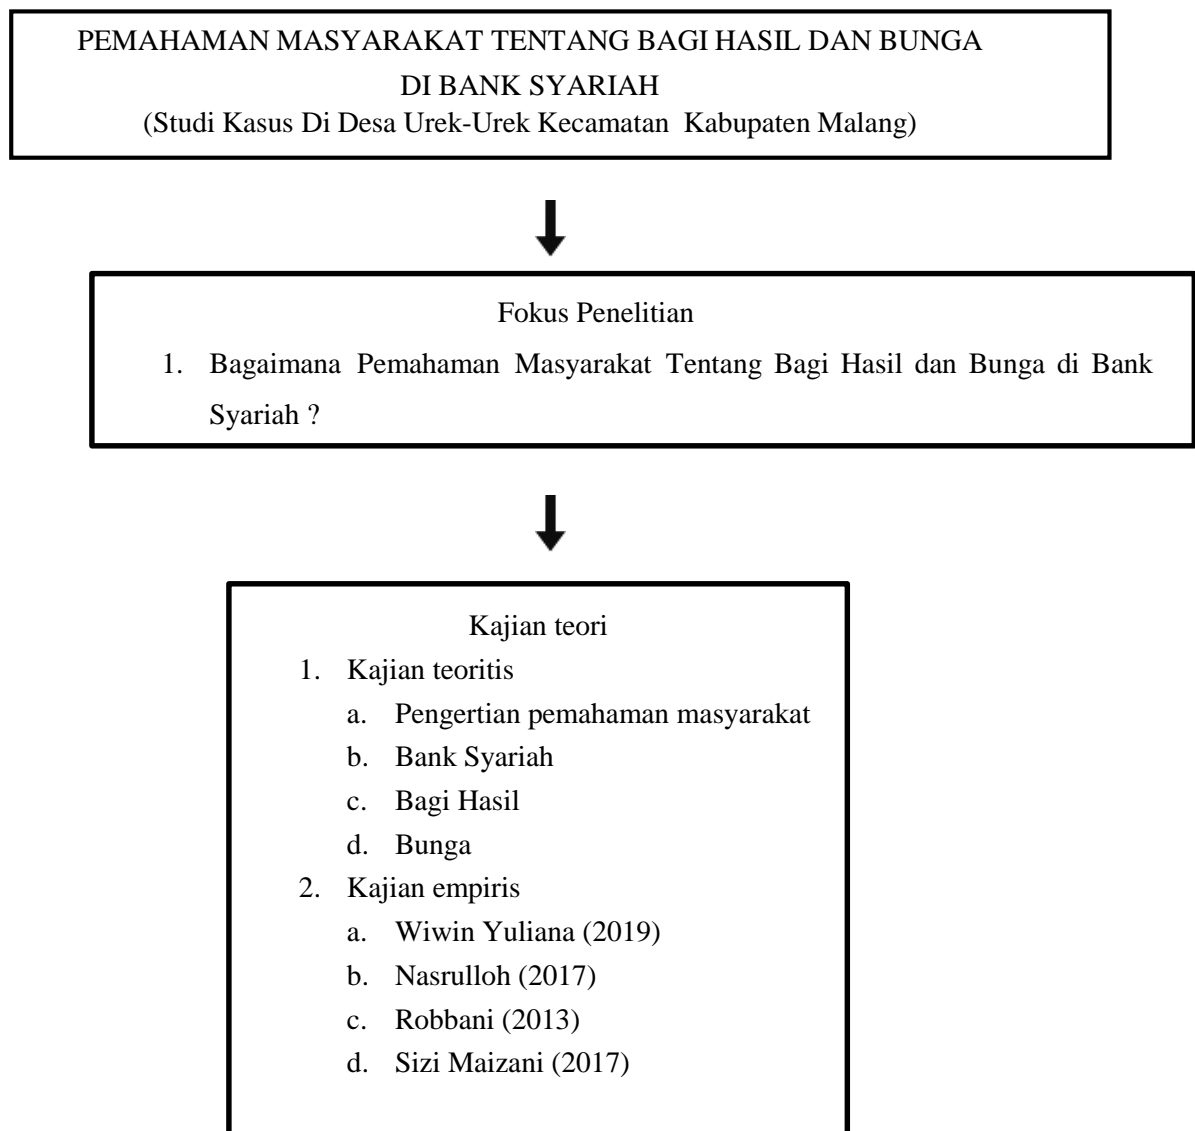 PEMAHAMAN MASYARAKAT TENTANG BAGI HASIL DAN BUNGA
DI BANK SYARIAH
(Studi Kasus Di Desa Urek-Urek Kecamatan Kabupaten Malang)
Fokus Penelitian
1. Bagaimana Pemahaman Masyarakat Tentang Bagi Hasil dan Bunga di Bank
Syariah ?
Kajian teori
1. Kajian teoritis
a. Pengertian pemahaman masyarakat
b. Bank Syariah
c. Bagi Hasil
d. Bunga
2. Kajian empiris
a. Wiwin Yuliana (2019)
b. Nasrulloh (2017)
c. Robbani (2013)
d. Sizi Maizani (2017)